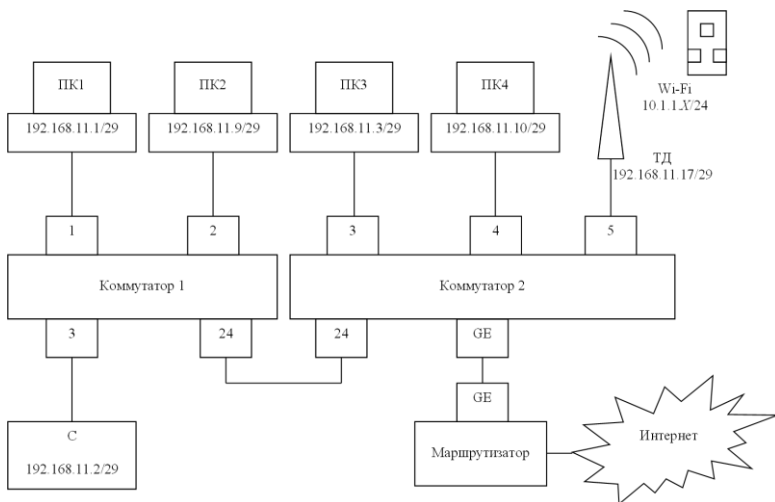 ПК1
ПК2
ПК3
ПК4
192.168.11.1/29
192.168.11.9/29
192.168.11.3/29
192.168.11.10/29
Wi-Fi
10.1.1.X/24
ТД
192.168.11.17/29
1
2
3
4
5
Коммутатор 1
Коммутатор 2
3
24
24
GE
GE
С
192.168.11.2/29
Маршрутизатор
Интернет